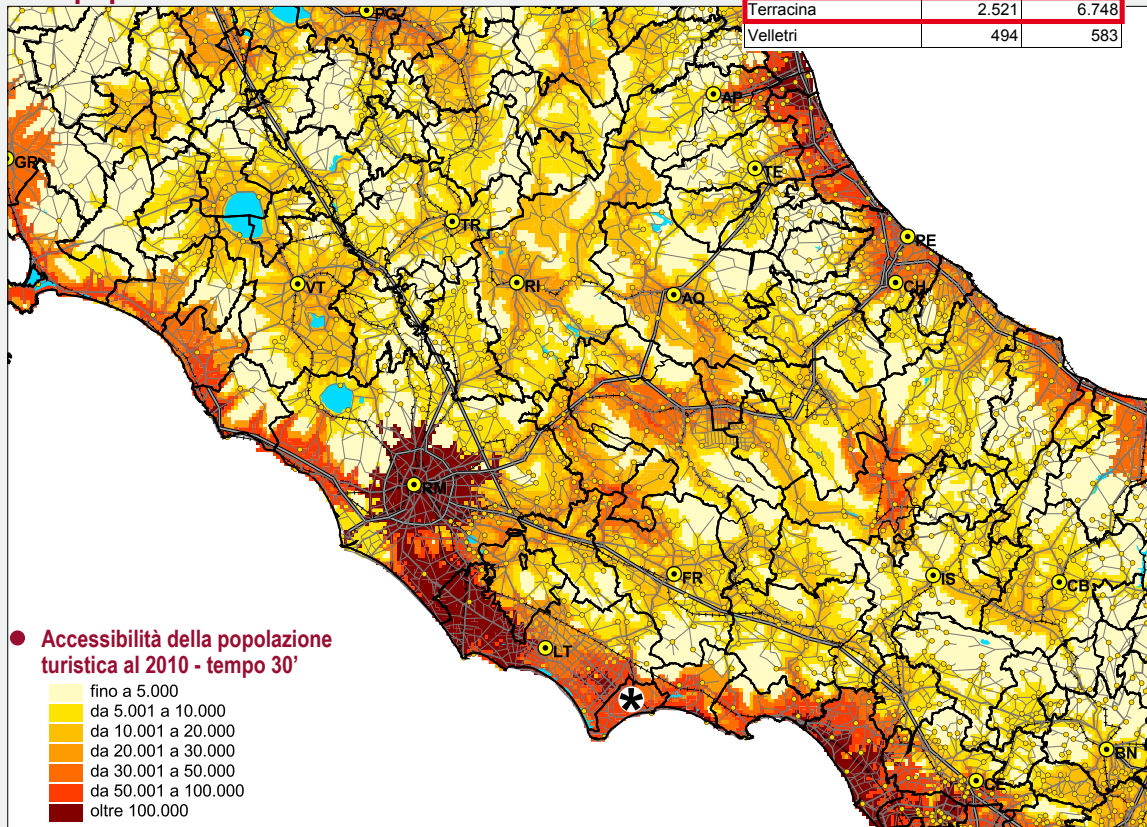 Terracina 2.521 6.748
Velletri 494 583
PG
AP
GR
TE
TR
PE
VT
RI
AQ
CH
RM
FR
IS
CB
LT
BN
CE
Accessibilità della popolazione
turistica al 2010 - tempo 30’
fino a 5.000
da 5.001 a 10.000
da 10.001 a 20.000
da 20.001 a 30.000
da 30.001 a 50.000
da 50.001 a 100.000
oltre 100.000